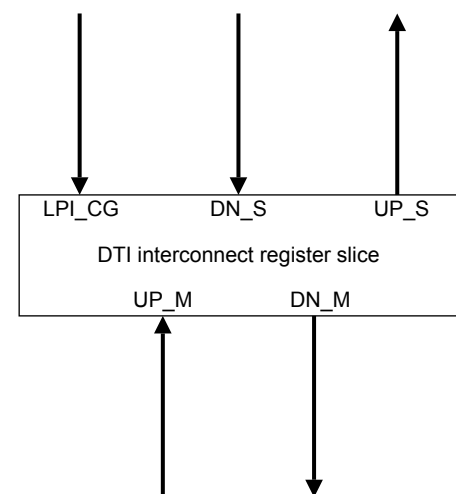 LPI_CG DN_S UP_S
DTI interconnect register slice
UP_M DN_M